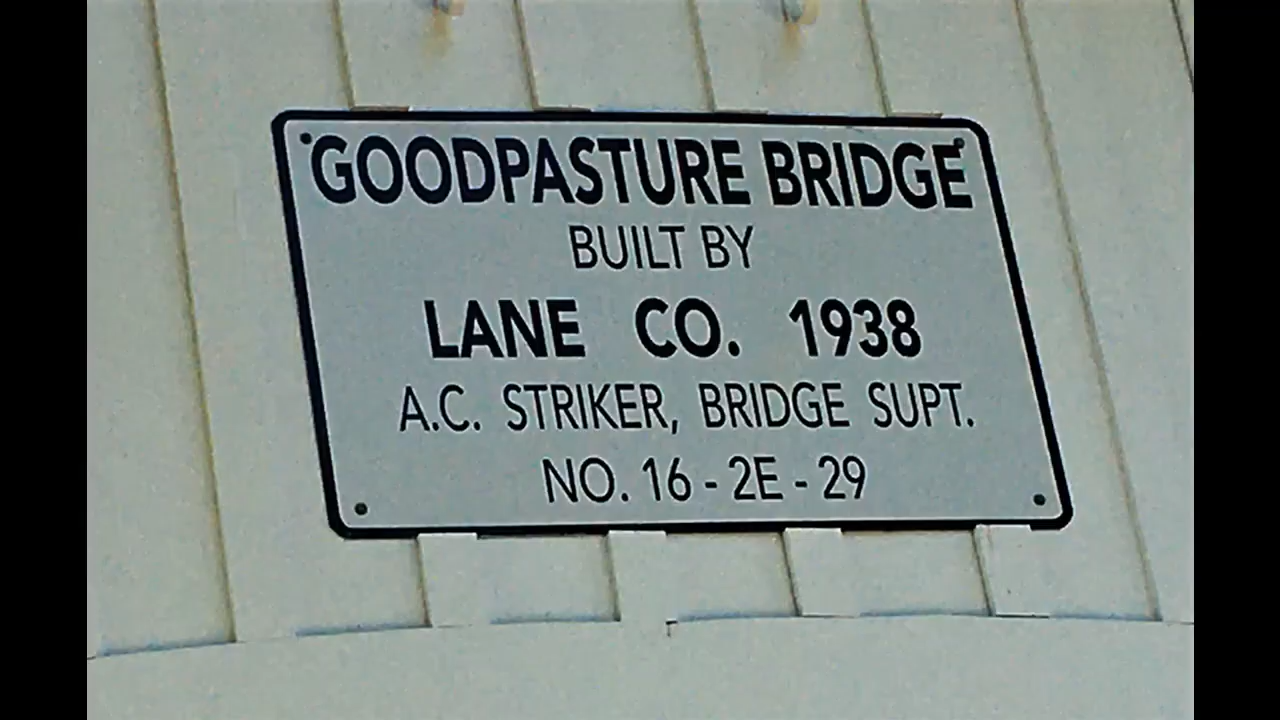 GOODPASTURE BRIDGE
BUILT BY
LANE CO. 1938
A.C. STRIKER, BRIDGE SUPT.
NO. 16 - 2E - 29